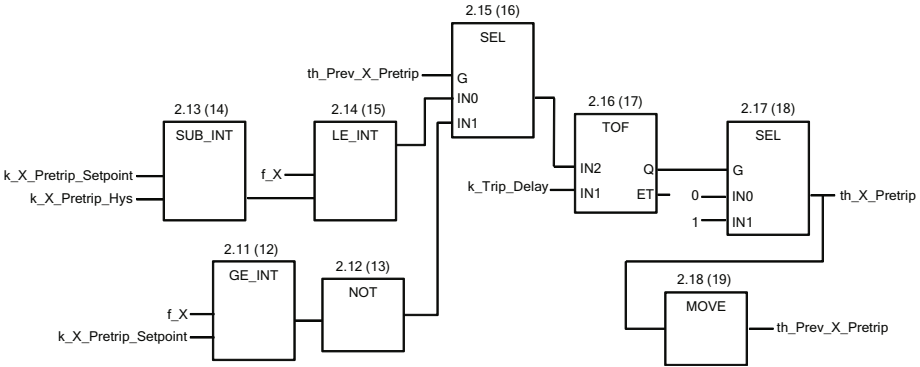 2.15 (16)
SEL
th_Prev_X_Pretrip
G
IN0
IN1
2.13 (14)
SUB_INT
k_X_Pretrip_Setpoint
k_X_Pretrip_Hys
2.14 (15)
LE_INT
f_X
2.16 (17)
TOF
IN2
k_Trip_Delay
IN1
Q
ET
2.17 (18)
SEL
G
0
IN0
1
IN1
th_X_Pretrip
2.11 (12)
GE_INT
f_X
k_X_Pretrip_Setpoint
2.12 (13)
NOT
2.18 (19)
MOVE
th_Prev_X_Pretrip